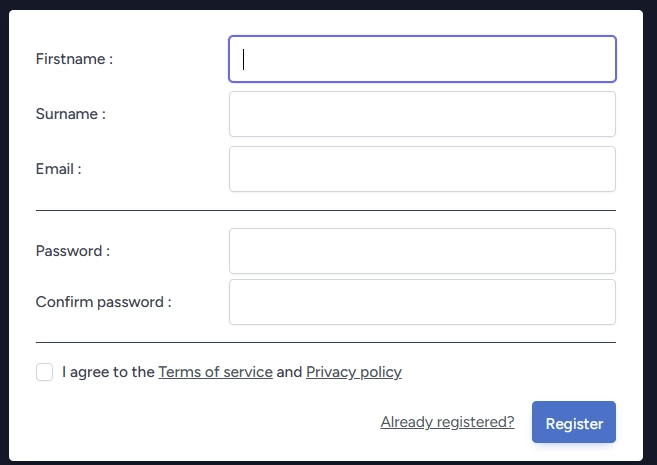 Firstname :
Surname :
Email :
Password :
Confirm password :
I agree to the Terms of service and Privacy policy
Already registered? Register